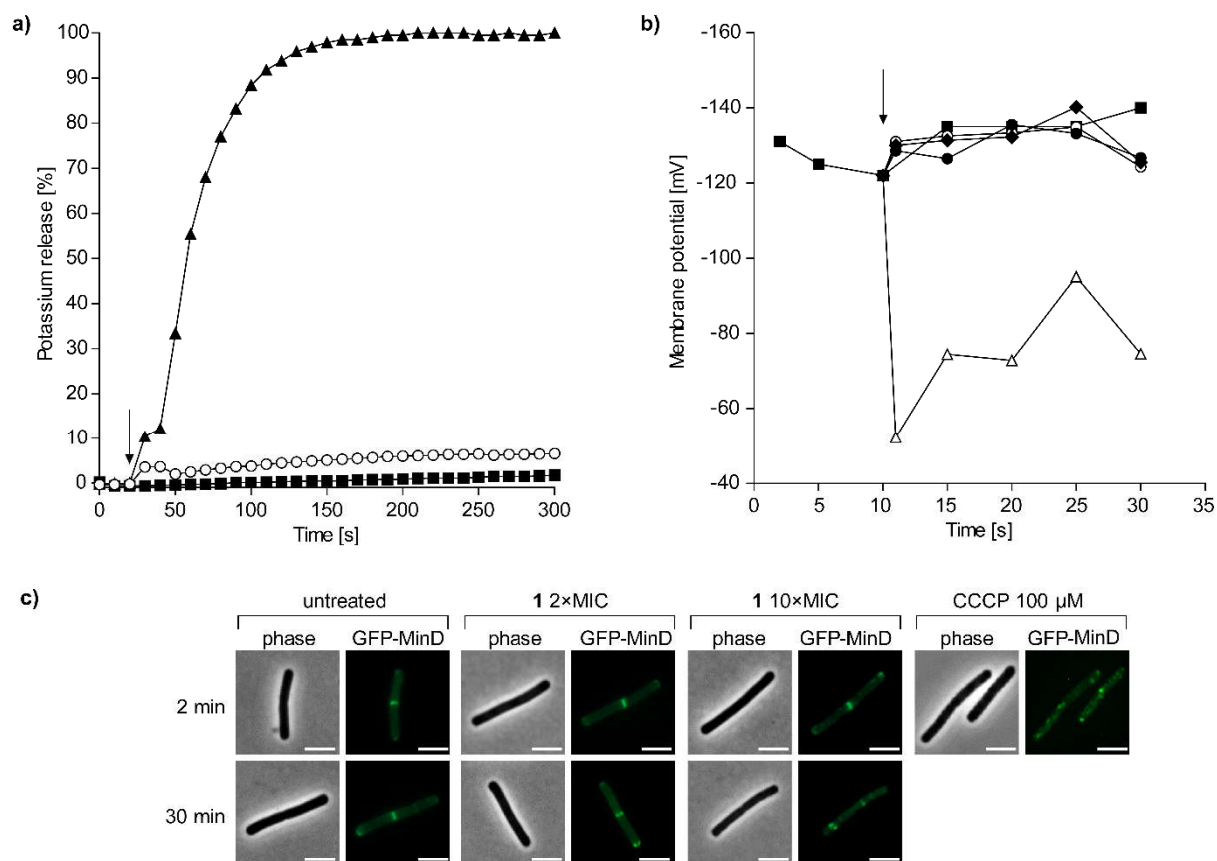 a)
100
90
80
70
60
50
40
30
20
10
0
Potassium release [%]
0 50 100 150 200 250 300
Time [s]
b)
-160
-140
-120
-100
-80
-60
-40
Membrane potential [mV]
0 5 10 15 20 25 30 35
Time [s]
c)
untreated 1 2×MIC 1 10×MIC CCCP 100 µM
phase GFP-MinD phase GFP-MinD phase GFP-MinD phase GFP-MinD
2 min
30 min